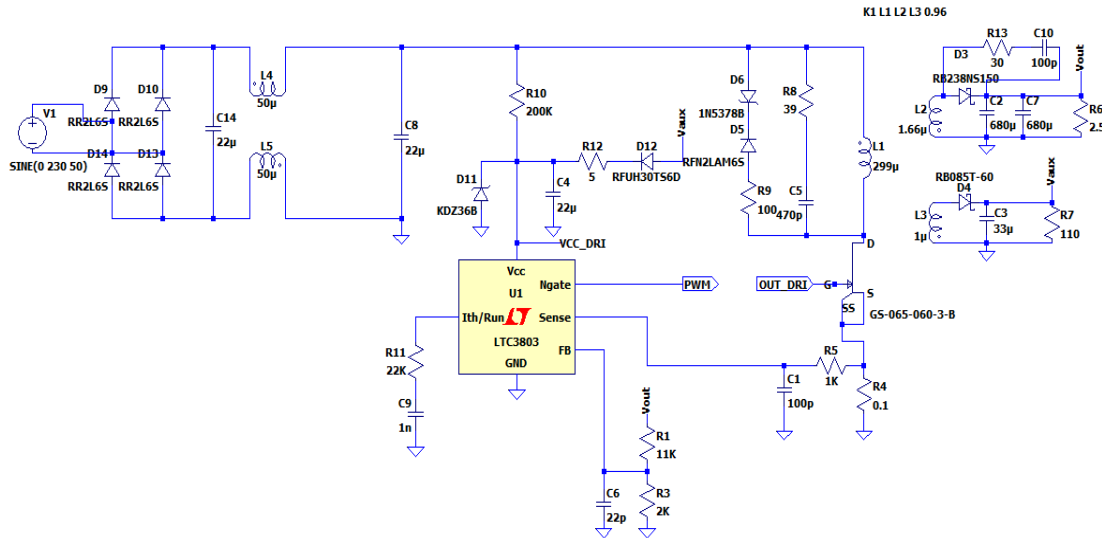 K1 L1 L2 L3 0.96
R13
C10
D3
30
100p
Vout
D9
D10
L4
50µ
D6
R8
RB238NS150
V1
RR2L6S
RR2L6S
C14
22µ
C8
22µ
R10
200K
Vaux
1N5378B
39
L2
1.66µ
C2
680µ
C7
680µ
R6
2.5
D14
D13
SINE(0 230 50)
RR2L6S
RR2L6S
L5
50µ
R12
5
D12
RFUH30TS6D
D5
RFN2LAM6S
L1
299µ
D11
KDZ36B
C4
22µ
R9
100
C5
470p
RB085T-60
D4
Vaux
L3
1µ
C3
33µ
R7
110
VCC_DRI
D
Vcc
U1
Ngate
PWM
OUT_DRI
G
S
SS
GS-065-060-3-B
Ith/Run
Sense
LTC3803
FB
GND
R11
22K
R5
1K
C1
100p
R4
0.1
C9
1n
Vout
R1
11K
C6
22p
R3
2K